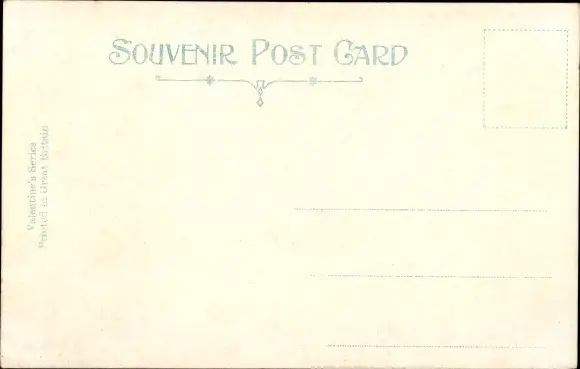 SOUVENIR POST CARD
Valentine's Series
Printed in Great Britain